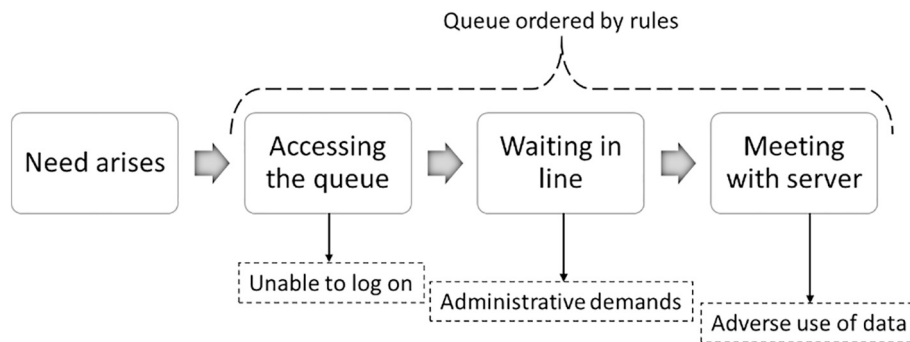 Queue ordered by rules
Need arises
Accessing
the queue
Waiting in
line
Meeting
with server
Unable to log on
Administrative demands
Adverse use of data